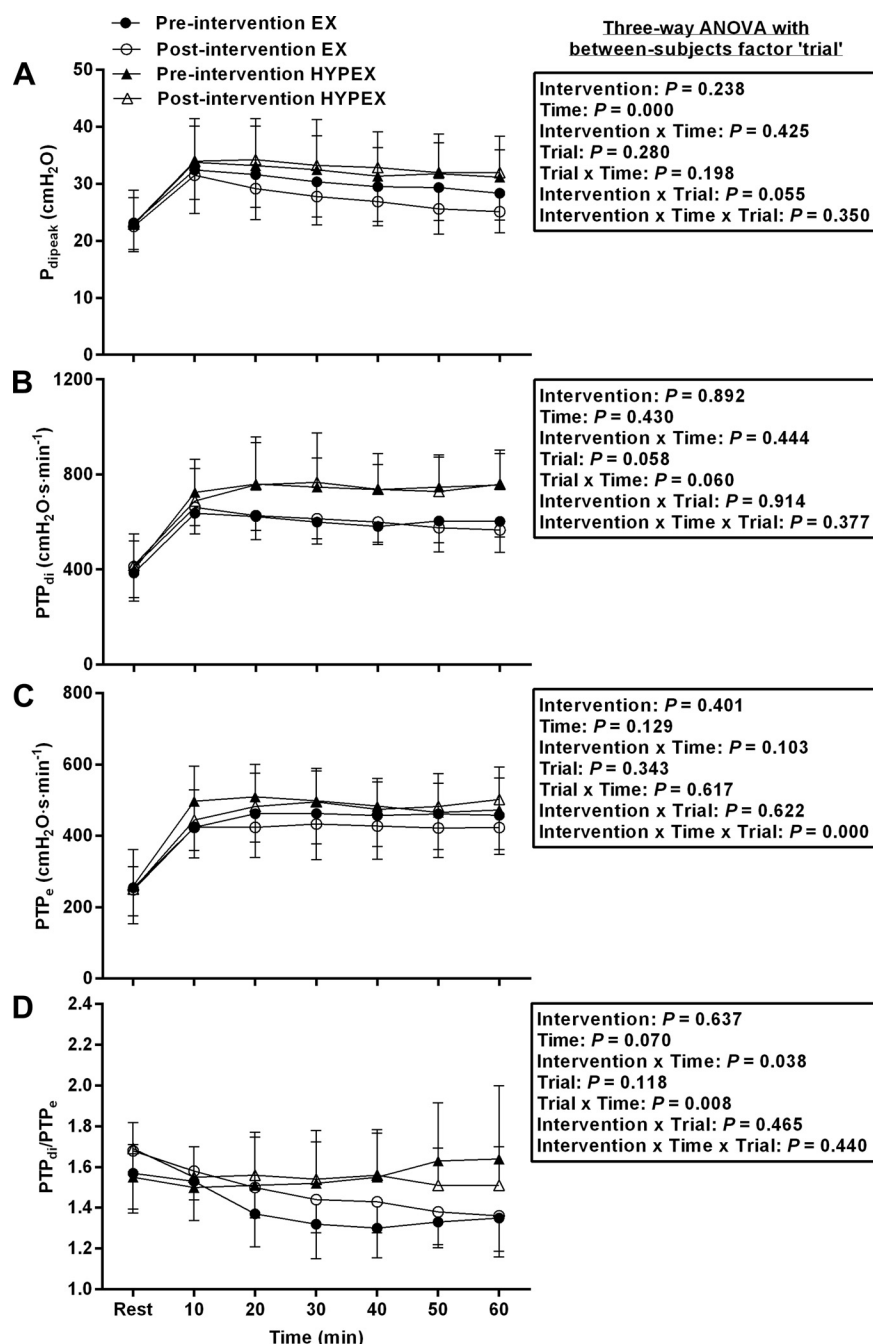 Pre-intervention EX
Post-intervention EX
Pre-intervention HYPEX
Post-intervention HYPEX
Three-way ANOVA with
between-subjects factor 'trial'
A
50
40
30
20
10
0
P_dipeak (cmH₂O)
Intervention: P = 0.238
Time: P = 0.000
Intervention x Time: P = 0.425
Trial: P = 0.280
Trial x Time: P = 0.198
Intervention x Trial: P = 0.055
Intervention x Time x Trial: P = 0.350
B
1200
800
400
0
PTP_di (cmH₂O·s·min⁻¹)
Intervention: P = 0.892
Time: P = 0.430
Intervention x Time: P = 0.444
Trial: P = 0.058
Trial x Time: P = 0.060
Intervention x Trial: P = 0.914
Intervention x Time x Trial: P = 0.377
C
800
600
400
200
0
PTP_e (cmH₂O·s·min⁻¹)
Intervention: P = 0.401
Time: P = 0.129
Intervention x Time: P = 0.103
Trial: P = 0.343
Trial x Time: P = 0.617
Intervention x Trial: P = 0.622
Intervention x Time x Trial: P = 0.000
D
2.4
2.2
2.0
1.8
1.6
1.4
1.2
1.0
PTP_di/PTP_e
Intervention: P = 0.637
Time: P = 0.070
Intervention x Time: P = 0.038
Trial: P = 0.118
Trial x Time: P = 0.008
Intervention x Trial: P = 0.465
Intervention x Time x Trial: P = 0.440
Rest 10 20 30 40 50 60
Time (min)